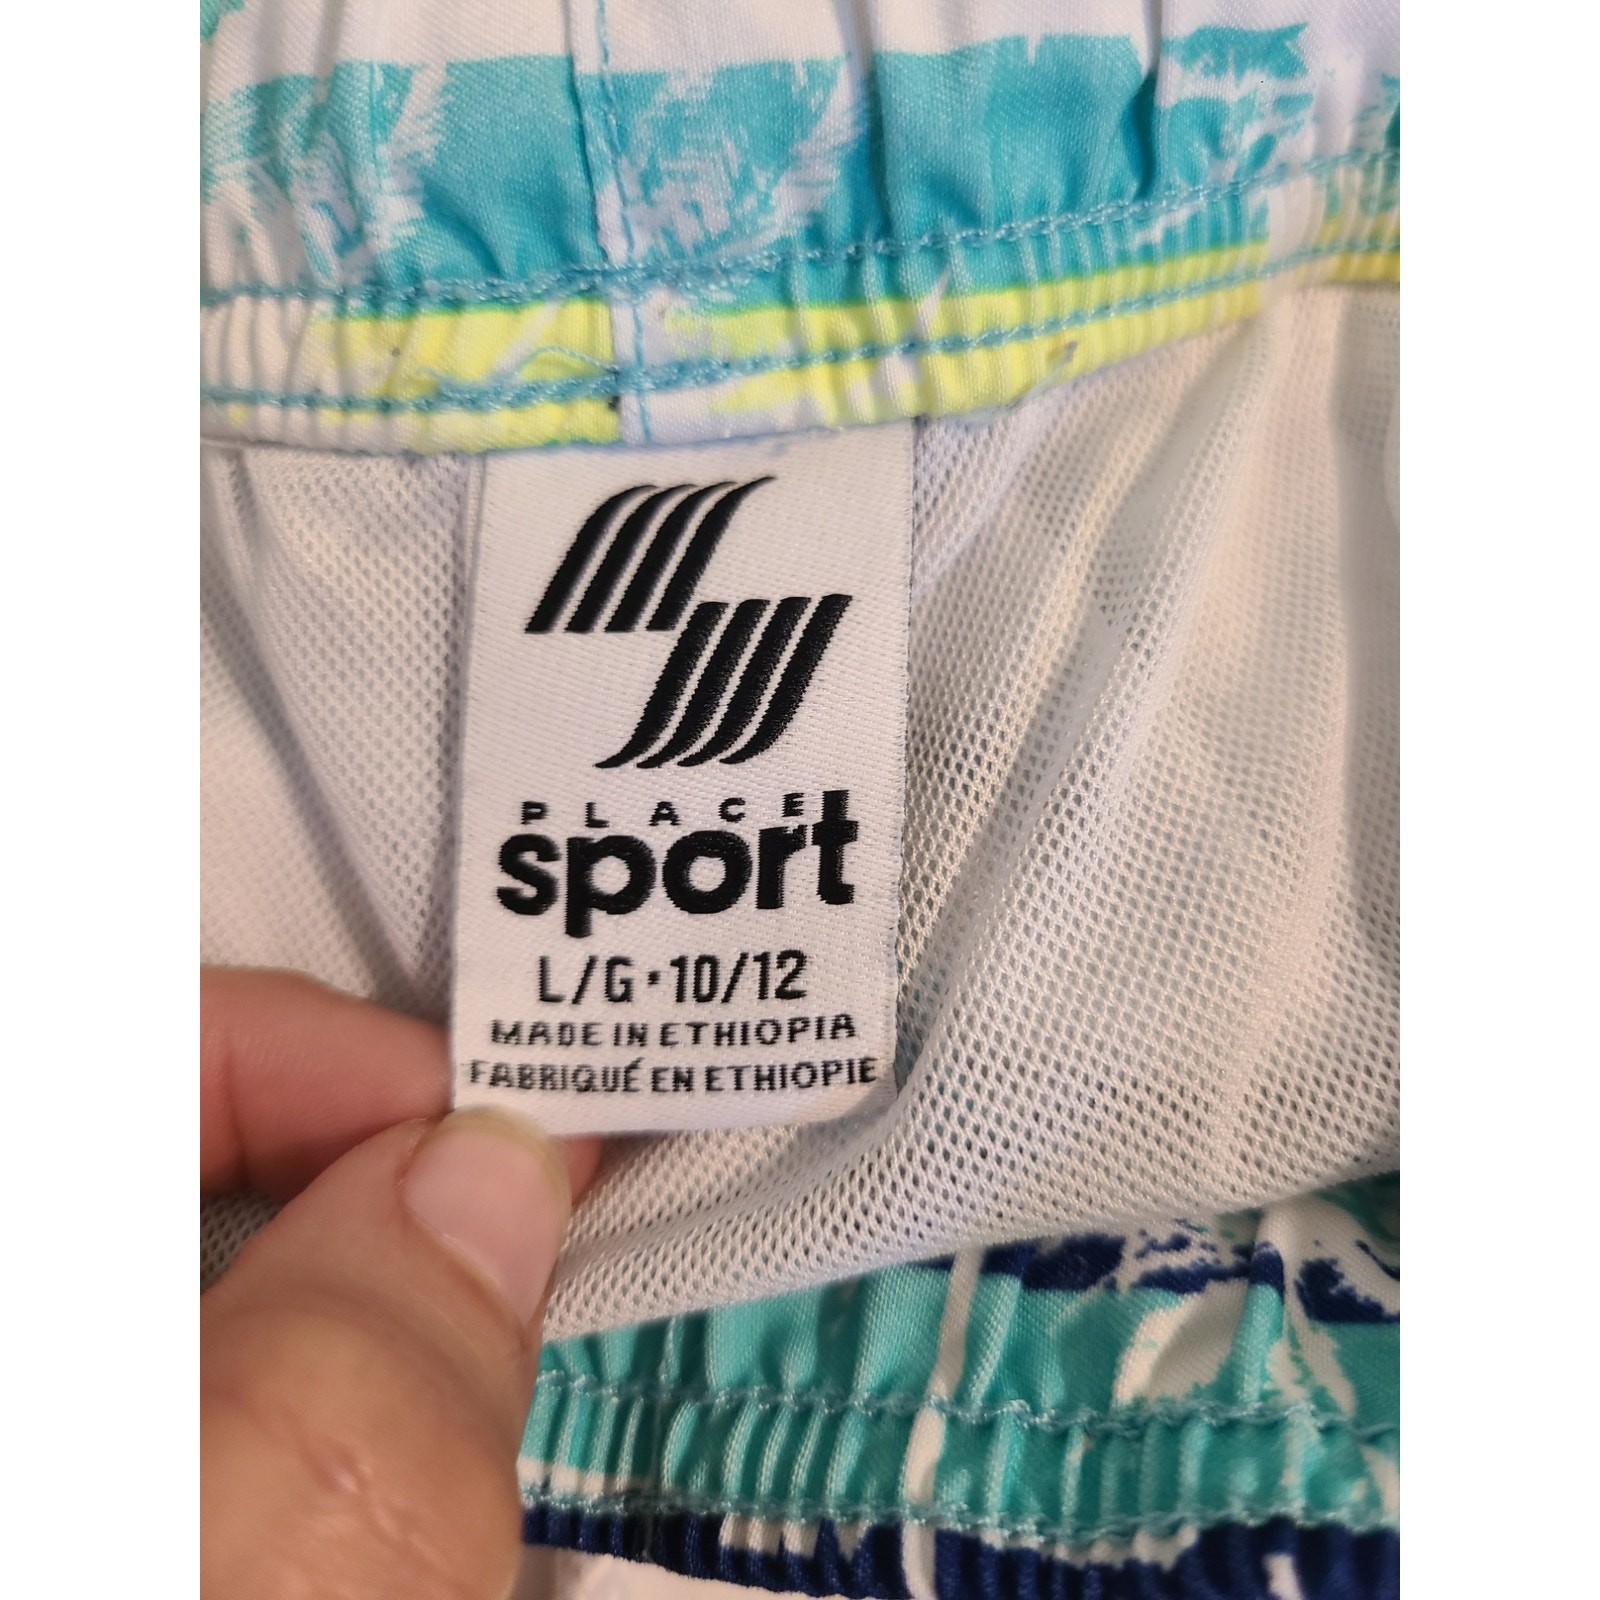 PLACE
sport
L/G·10/12
MADE IN ETHIOPIA
FABRIQUÉ EN ETHIOPIE